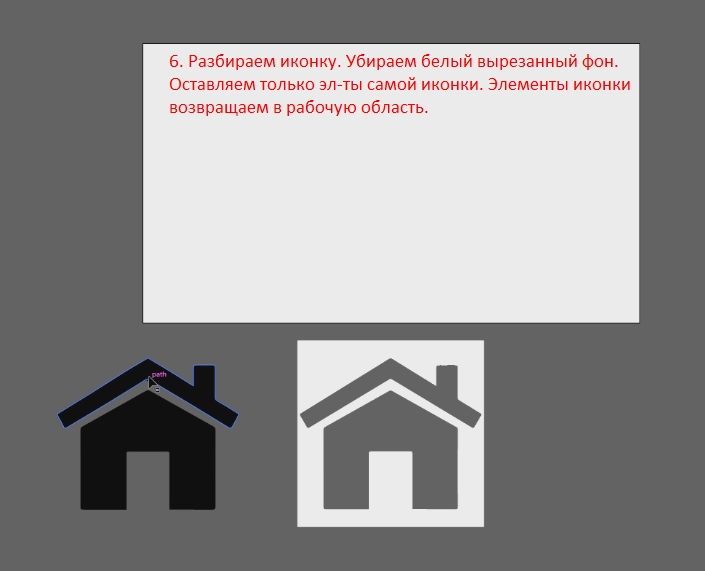 6. Разбираем иконку. Убираем белый вырезанный фон.
Оставляем только эл-ты самой иконки. Элементы иконки
возвращаем в рабочую область.
path